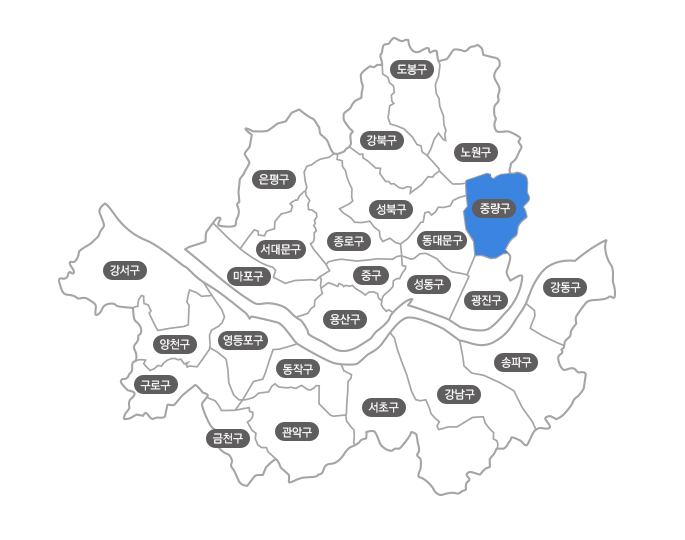 도봉구
강북구
노원구
은평구
성북구
중랑구
서대문구
종로구
동대문구
강서구
마포구
중구
성동구
강동구
광진구
용산구
양천구
영등포구
송파구
동작구
구로구
강남구
서초구
금천구
관악구